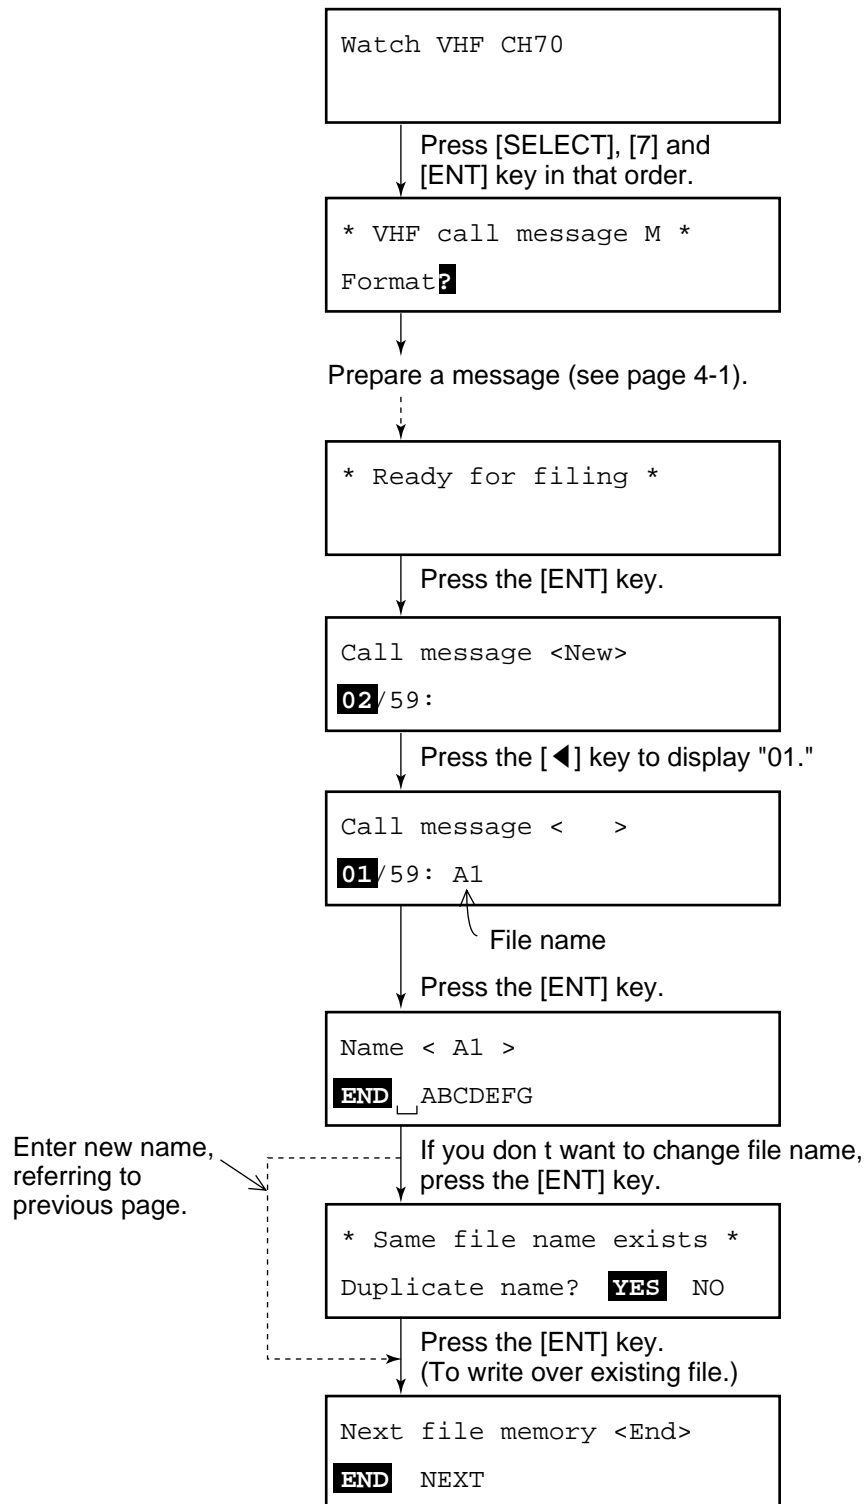 Watch VHF CH70
Press [SELECT], [7] and
[ENT] key in that order.
* VHF call message M *
Format?
Prepare a message (see page 4-1).
* Ready for filing *
Press the [ENT] key.
Call message <New>
02/59:
Press the [◀] key to display "01."
Call message <   >
01/59: A1
File name
Press the [ENT] key.
Name < A1 >
END ␣ABCDEFG
Enter new name,
referring to
previous page.
If you don t want to change file name,
press the [ENT] key.
* Same file name exists *
Duplicate name? YES NO
Press the [ENT] key.
(To write over existing file.)
Next file memory <End>
END NEXT